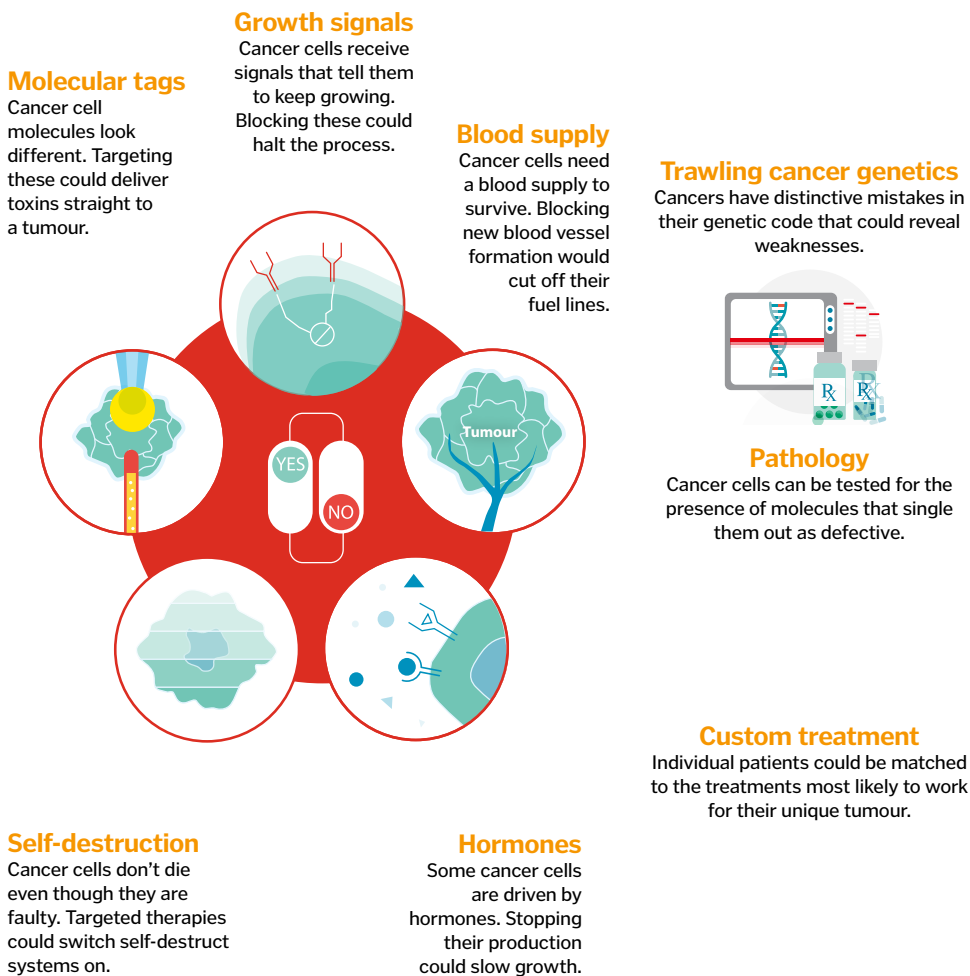 Growth signals
Cancer cells receive
signals that tell them
to keep growing.
Blocking these could
halt the process.
Molecular tags
Cancer cell
molecules look
different. Targeting
these could deliver
toxins straight to
a tumour.
Blood supply
Cancer cells need
a blood supply to
survive. Blocking
new blood vessel
formation would
cut off their
fuel lines.
Trawling cancer genetics
Cancers have distinctive mistakes in
their genetic code that could reveal
weaknesses.
Rx
Rx
Tumour
YES
NO
Pathology
Cancer cells can be tested for the
presence of molecules that single
them out as defective.
Custom treatment
Individual patients could be matched
to the treatments most likely to work
for their unique tumour.
Self-destruction
Cancer cells don’t die
even though they are
faulty. Targeted therapies
could switch self-destruct
systems on.
Hormones
Some cancer cells
are driven by
hormones. Stopping
their production
could slow growth.